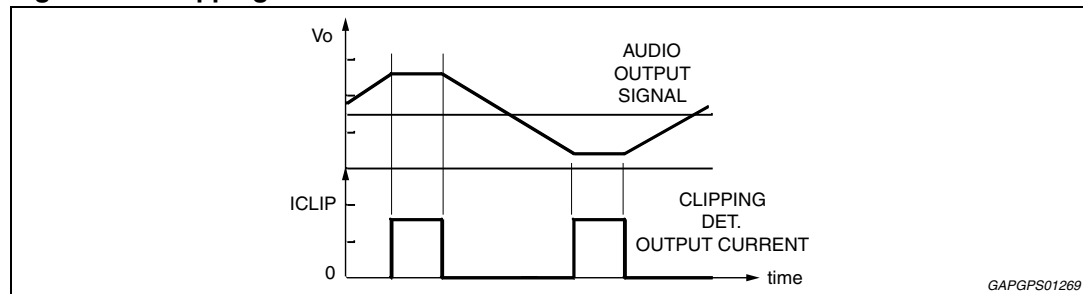 Vo
AUDIO
OUTPUT
SIGNAL
ICLIP
CLIPPING
DET.
OUTPUT CURRENT
0
time
GAPGPS01269